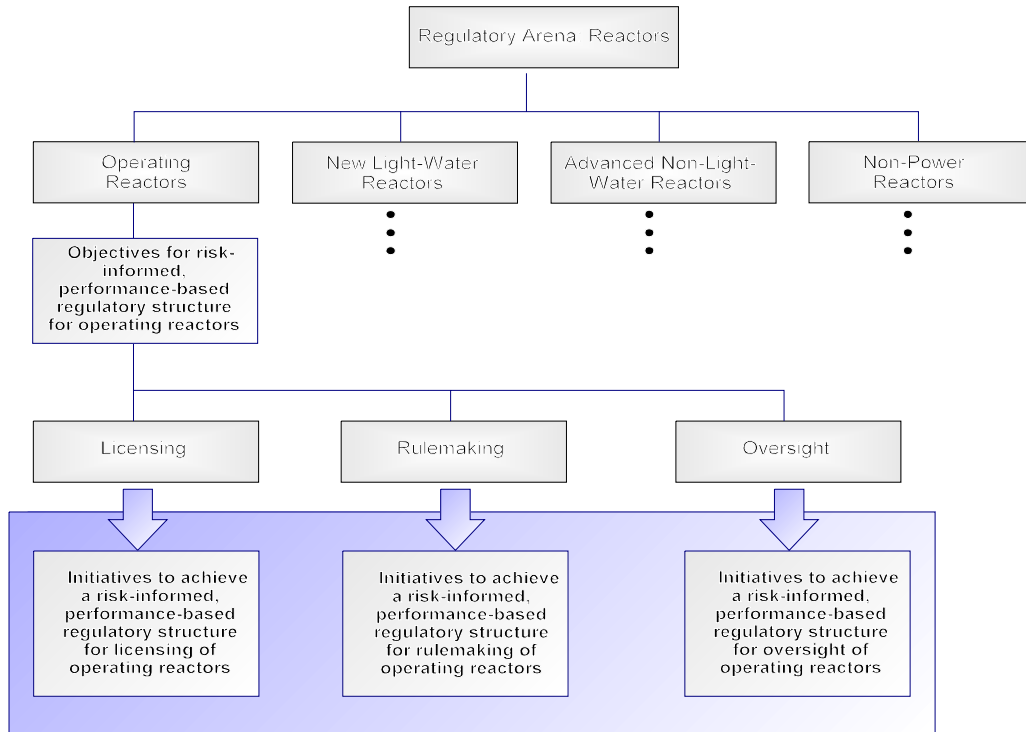 Regulatory Arena Reactors
Operating
Reactors
New Light-Water
Reactors
Advanced Non-Light-
Water Reactors
Non-Power
Reactors
Objectives for risk-
informed,
performance-based
regulatory structure
for operating reactors
Licensing
Rulemaking
Oversight
Initiatives to achieve
a risk-informed,
performance-based
regulatory structure
for licensing of
operating reactors
Initiatives to achieve
a risk-informed,
performance-based
regulatory structure
for rulemaking of
operating reactors
Initiatives to achieve
a risk-informed,
performance-based
regulatory structure
for oversight of
operating reactors